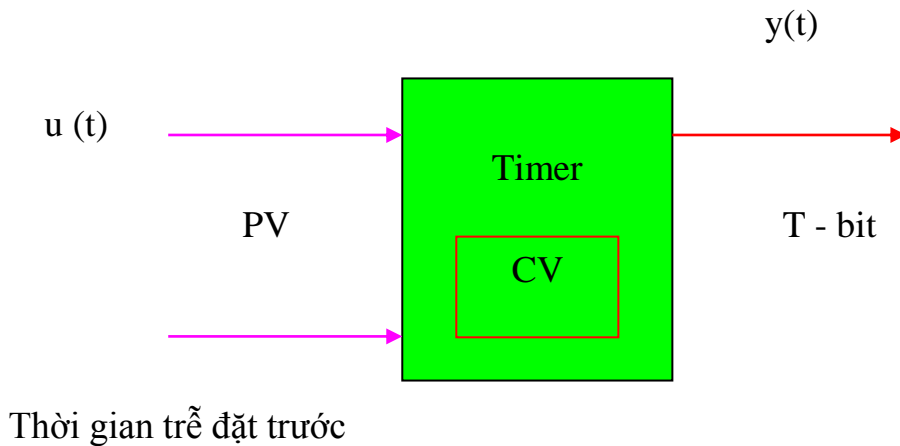 y(t)
u (t)
Timer
PV
T - bit
CV
Thời gian trễ đặt trước